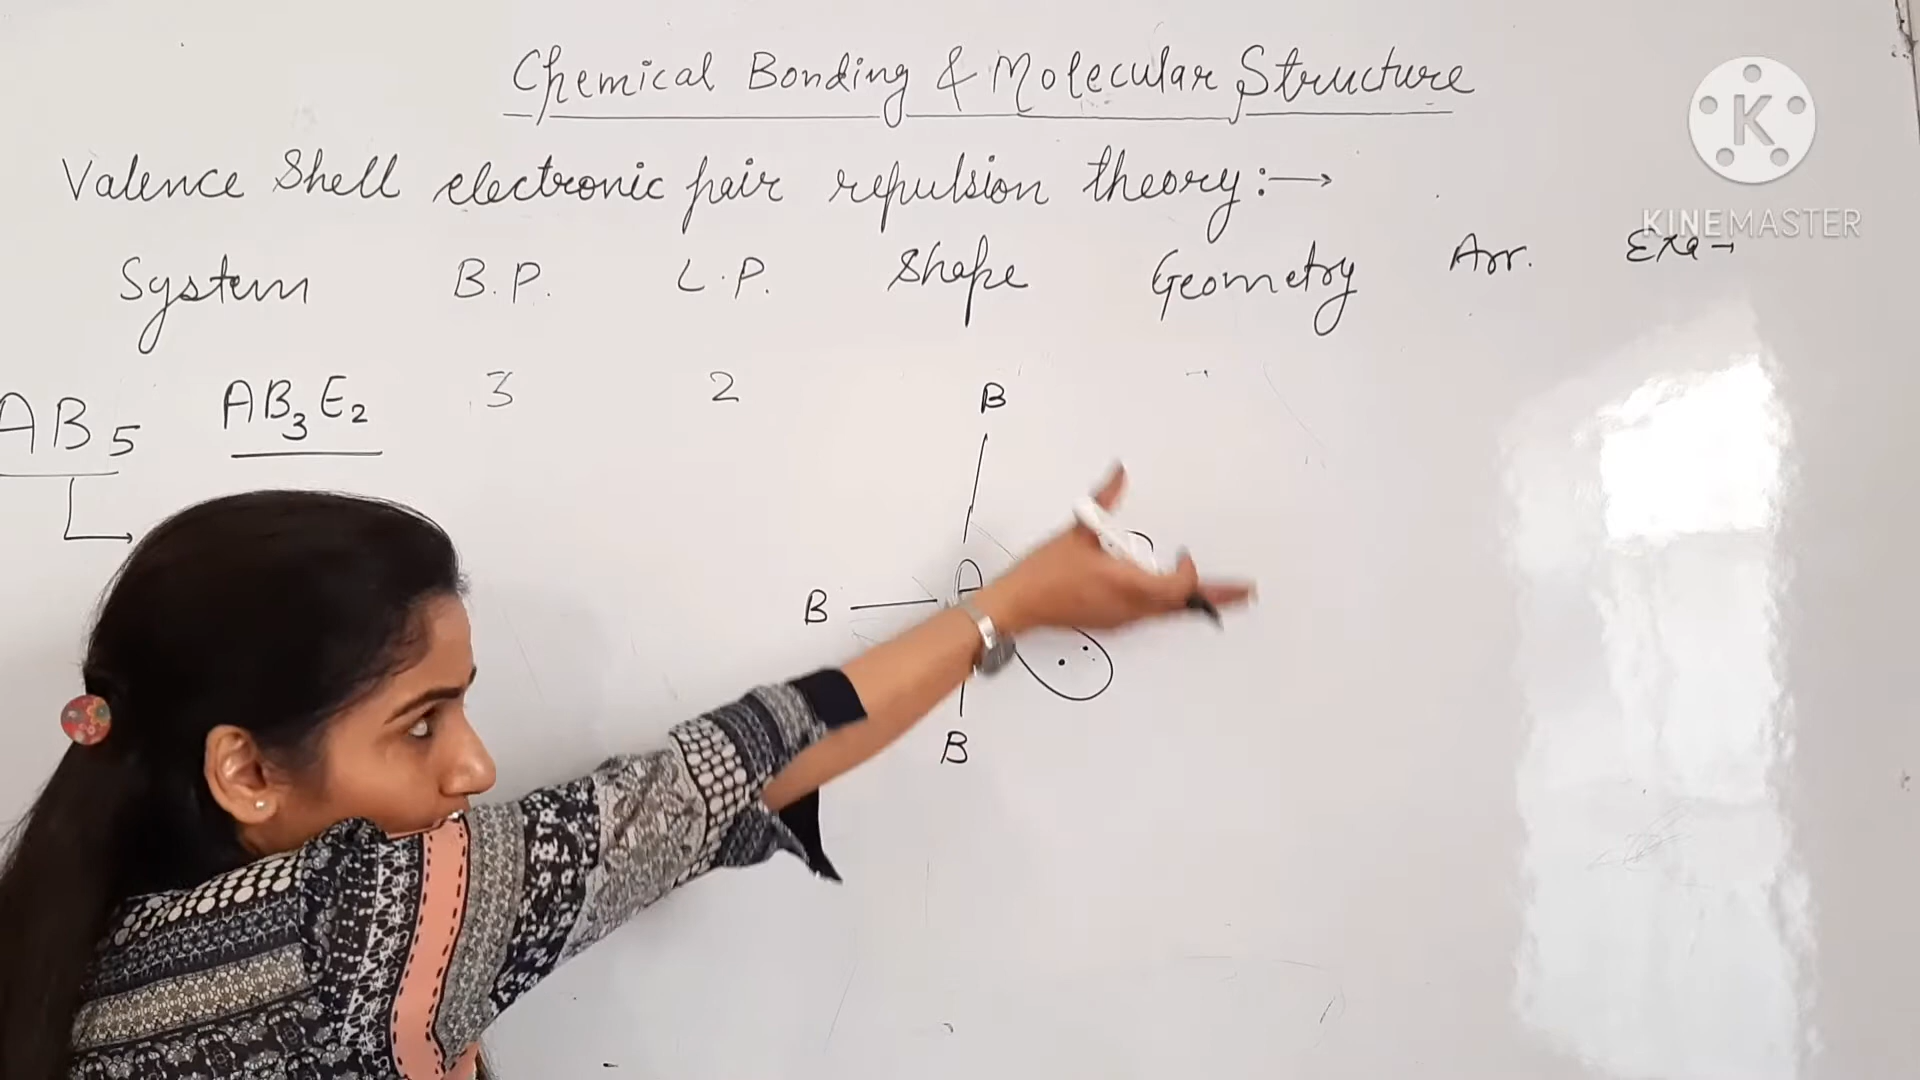 Chemical Bonding & Molecular Structure
K
KINEMASTER
Valence Shell electronic pair repulsion theory:→
System B.P. L.P. Shape Geometry Arr. Exa→
AB5 AB3E2 3 2
B
A
B
B